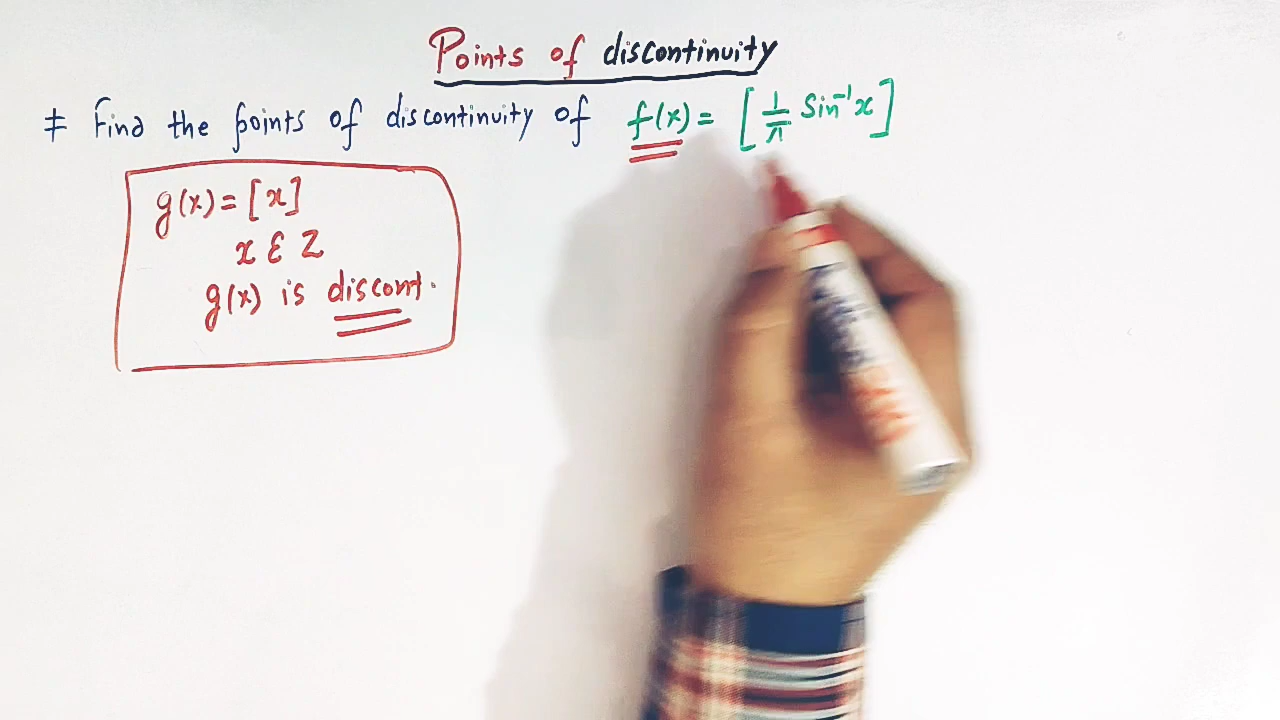 Points of discontinuity
# Find the points of discontinuity of f(x) = [1/π Sin⁻¹x]
g(x) = [x]
x ∈ Z
g(x) is discont.